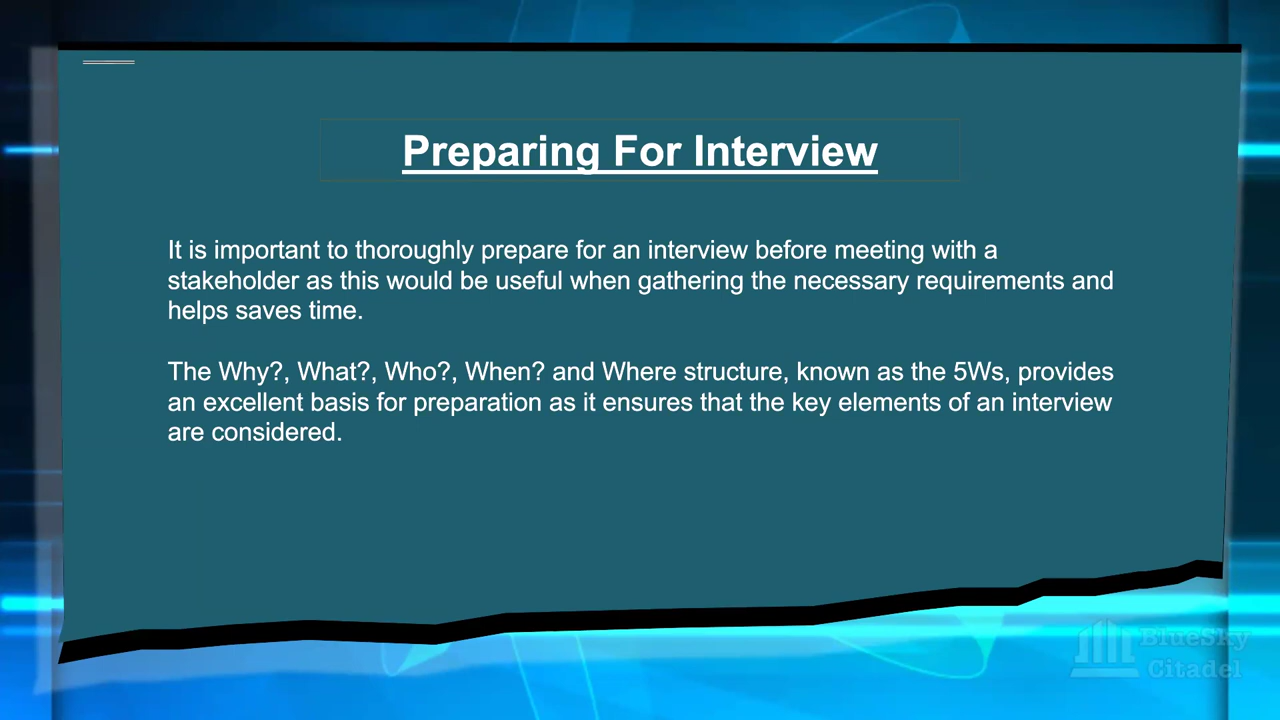 Preparing For Interview
It is important to thoroughly prepare for an interview before meeting with a
stakeholder as this would be useful when gathering the necessary requirements and
helps saves time.
The Why?, What?, Who?, When? and Where structure, known as the 5Ws, provides
an excellent basis for preparation as it ensures that the key elements of an interview
are considered.
BlueSky
Citadel